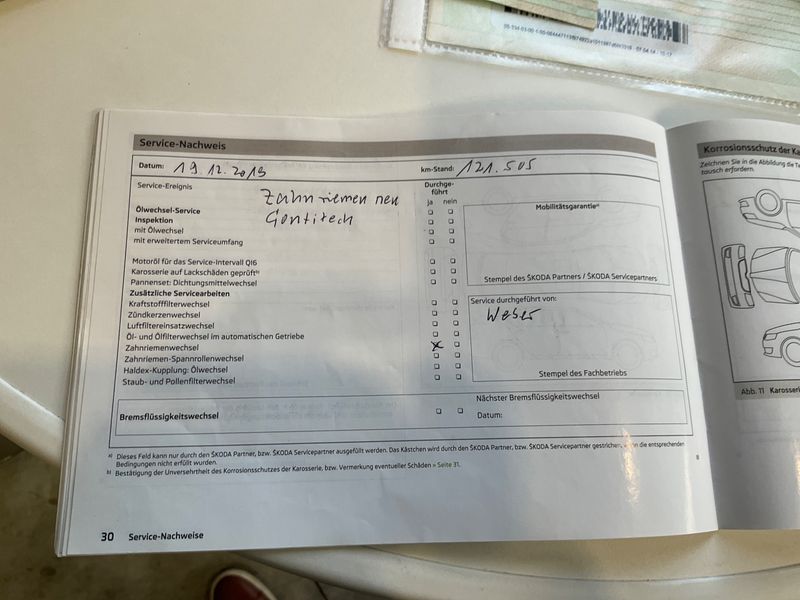 Service-Nachweis
Datum: 19.12.2019 km-Stand: 121.505
Service-Ereignis Zahnriemen neu Durchge-
führt
Contitech ja nein
Ölwechsel-Service
Inspektion
mit Ölwechsel
mit erweitertem Serviceumfang
Mobilitätsgarantieᵃ⁾
Motoröl für das Service-Intervall QI6
Karosserie auf Lackschäden geprüftᵇ⁾
Pannenset: Dichtungsmittelwechsel
Stempel des ŠKODA Partners / ŠKODA Servicepartners
Zusätzliche Servicearbeiten
Kraftstofffilterwechsel
Zündkerzenwechsel
Luftfiltereinsatzwechsel
Öl- und Ölfilterwechsel im automatischen Getriebe
Zahnriemenwechsel x
Zahnriemen-Spannrollenwechsel
Haldex-Kupplung: Ölwechsel
Staub- und Pollenfilterwechsel
Service durchgeführt von:
Weber
Stempel des Fachbetriebs
Bremsflüssigkeitswechsel
Nächster Bremsflüssigkeitswechsel
Datum:
a) Dieses Feld kann nur durch den ŠKODA Partner, bzw. ŠKODA Servicepartner ausgefüllt werden. Das Kästchen wird durch den ŠKODA Partner, bzw. ŠKODA Servicepartner gestrichen, wenn die entsprechenden
Bedingungen nicht erfüllt wurden.
b) Bestätigung der Unversehrtheit des Korrosionsschutzes der Karosserie, bzw. Vermerkung eventueller Schäden » Seite 31.
30 Service-Nachweise
Korrosionsschutz der Ka
Zeichnen Sie in die Abbildung die Te
tausch erfordern.
Abb. 11 Karosseri